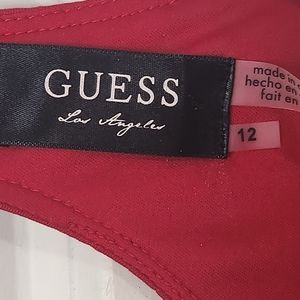 GUESS
Los Angeles
12
made in
hecho en
fait en